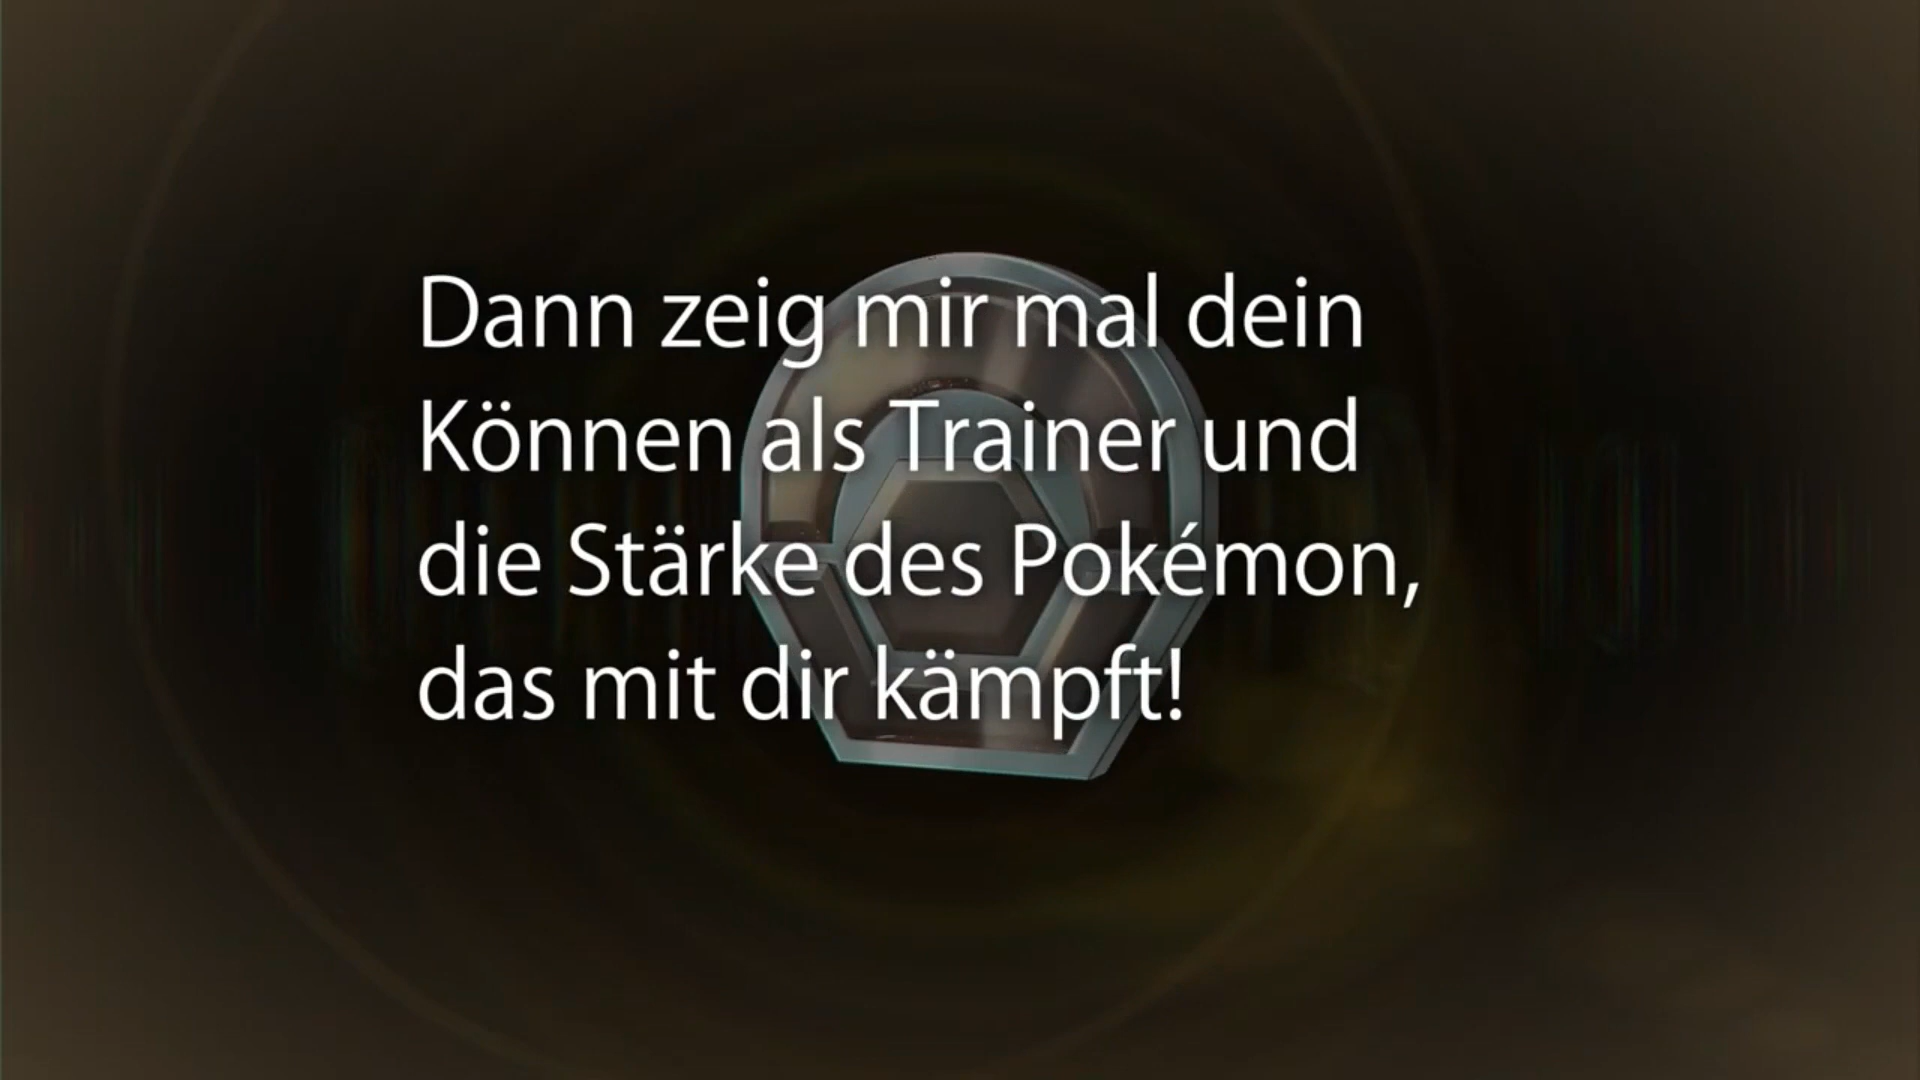 Dann zeig mir mal dein
Können als Trainer und
die Stärke des Pokémon,
das mit dir kämpft!